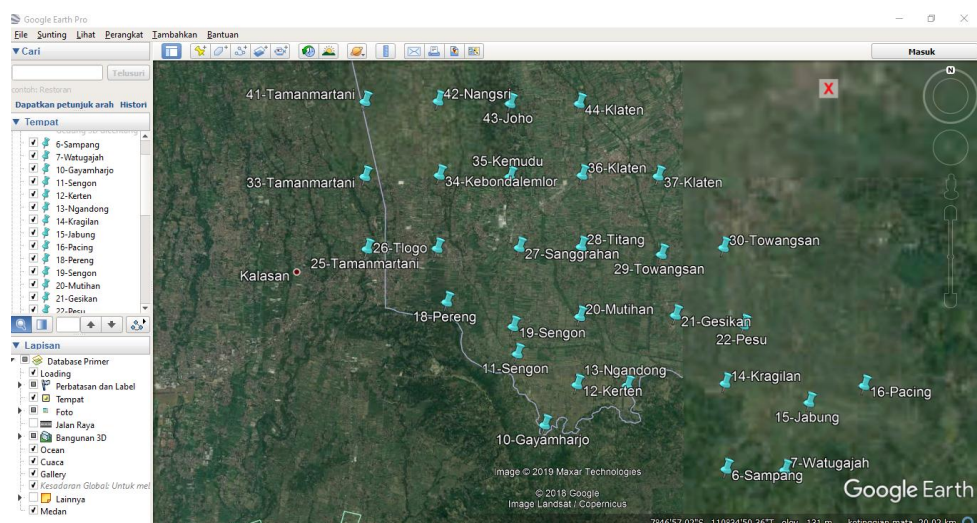 Google Earth Pro
File Sunting Lihat Perangkat Tambahkan Bantuan
Cari
Masuk
Telusuri
contoh: Restoran
Dapatkan petunjuk arah Histori
Tempat
6-Sampang
7-Watugajah
10-Gayamharjo
11-Sengon
12-Kerten
13-Ngandong
14-Kragilan
15-Jabung
16-Pacing
18-Pereng
19-Sengon
20-Mutihan
21-Gesikan
22-Pesu
Lapisan
Database Primer
Loading
Perbatasan dan Label
Tempat
Foto
Jalan Raya
Bangunan 3D
Ocean
Cuaca
Gallery
Kesadaran Global: Untuk mel
Lainnya
Medan
N
X
41-Tamanmartani
42-Nangsri
43-Joho
44-Klaten
33-Tamanmartani
34-Kebondalemlor
35-Kemudu
36-Klaten
37-Klaten
26-Tlogo
25-Tamanmartani
Kalasan
27-Sanggrahan
28-Titang
29-Towangsan
30-Towangsan
18-Pereng
19-Sengon
20-Mutihan
21-Gesikan
22-Pesu
11-Sengon
13-Ngandong
12-Kerten
14-Kragilan
15-Jabung
16-Pacing
10-Gayamharjo
6-Sampang
7-Watugajah
Image © 2019 Maxar Technologies
© 2018 Google
Image Landsat / Copernicus
Google Earth